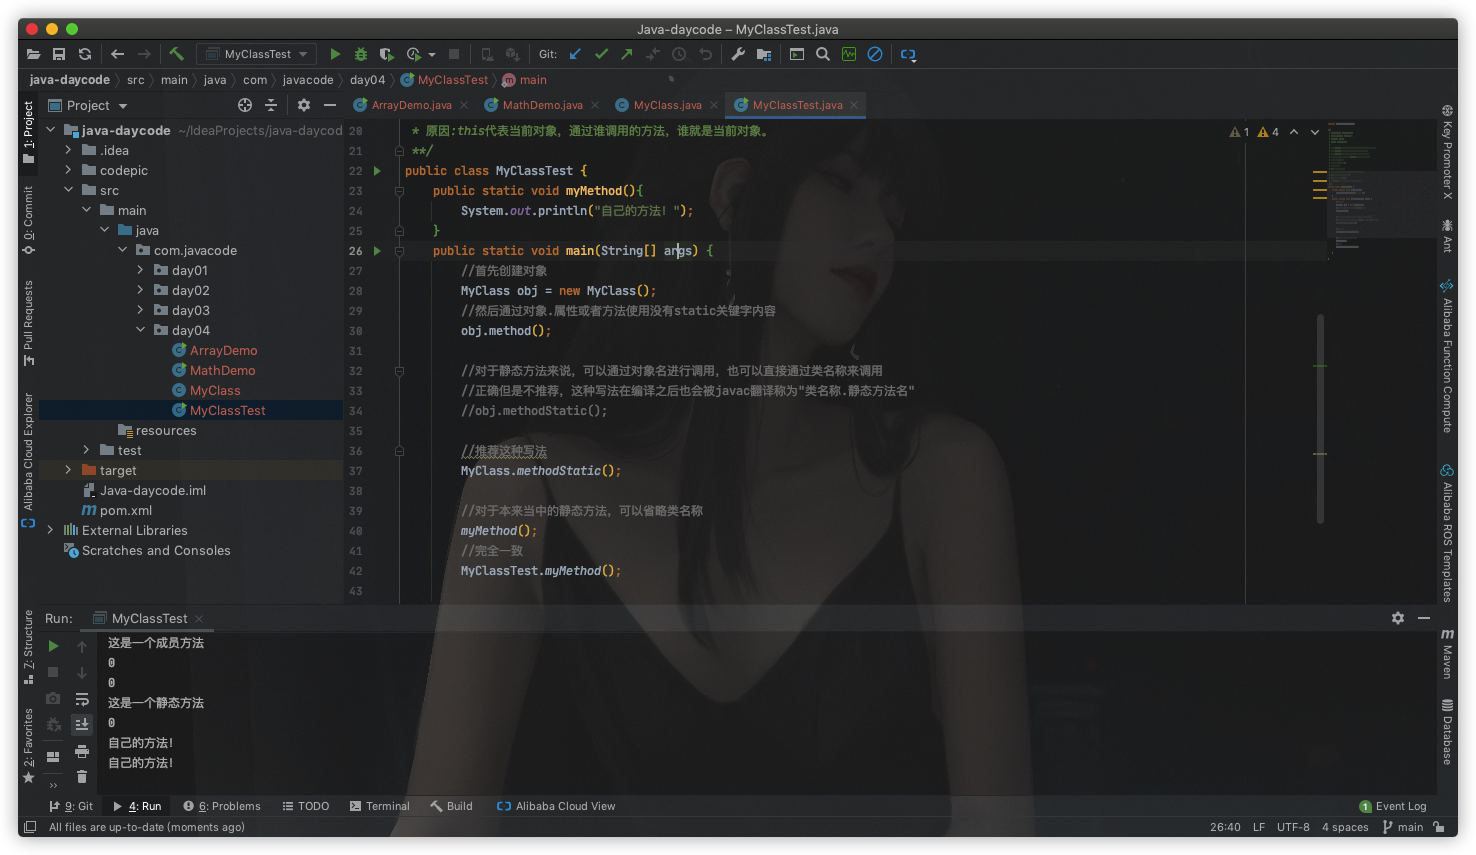 Java-daycode – MyClassTest.java
MyClassTest
Git:
java-daycode
src
main
java
com
javacode
day04
MyClassTest
main
Project
ArrayDemo.java
MathDemo.java
MyClass.java
MyClassTest.java
1: Project
0: Commit
Pull Requests
Alibaba Cloud Explorer
7: Structure
2: Favorites
java-daycode ~/IdeaProjects/java-daycod
.idea
codepic
src
main
java
com.javacode
day01
day02
day03
day04
ArrayDemo
MathDemo
MyClass
MyClassTest
resources
test
target
Java-daycode.iml
pom.xml
External Libraries
Scratches and Consoles
1 4
20 * 原因:this代表当前对象，通过谁调用的方法，谁就是当前对象。
21 **/
22 public class MyClassTest {
23 public static void myMethod(){
24 System.out.println("自己的方法！");
25 }
26 public static void main(String[] args) {
27 //首先创建对象
28 MyClass obj = new MyClass();
29 //然后通过对象.属性或者方法使用没有static关键字内容
30 obj.method();
31
32 //对于静态方法来说，可以通过对象名进行调用，也可以直接通过类名称来调用
33 //正确但是不推荐，这种写法在编译之后也会被javac翻译称为"类名称.静态方法名"
34 //obj.methodStatic();
35
36 //推荐这种写法
37 MyClass.methodStatic();
38
39 //对于本来当中的静态方法，可以省略类名称
40 myMethod();
41 //完全一致
42 MyClassTest.myMethod();
43
Key Promoter X
Ant
Alibaba Function Compute
Alibaba ROS Templates
Maven
Database
Run:
MyClassTest
这是一个成员方法
0
0
这是一个静态方法
0
自己的方法！
自己的方法！
9: Git
4: Run
6: Problems
TODO
Terminal
Build
Alibaba Cloud View
1 Event Log
All files are up-to-date (moments ago)
26:40
LF
UTF-8
4 spaces
main